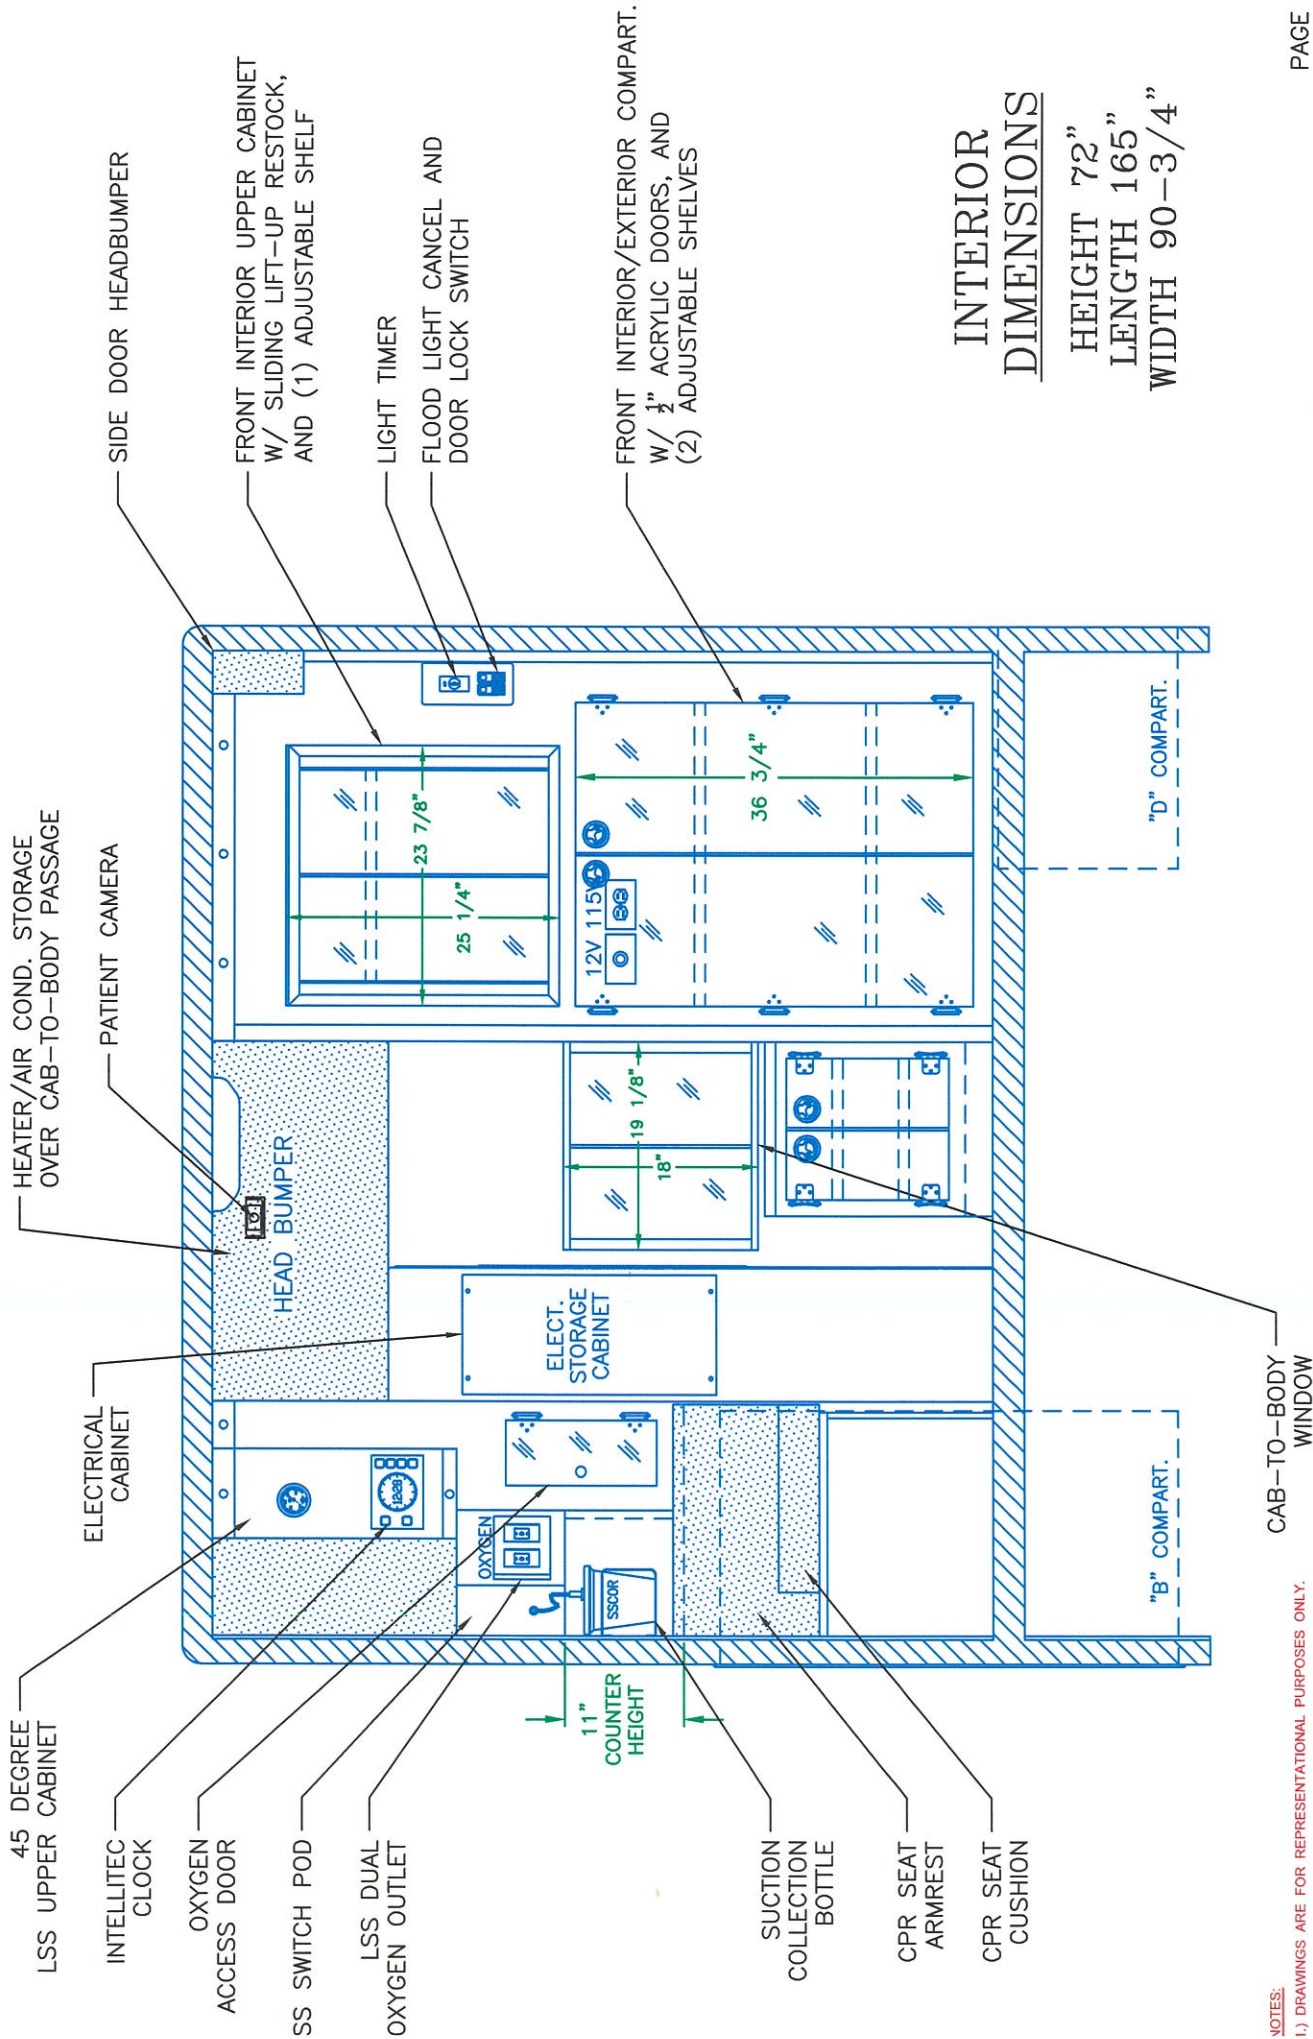 45 DEGREE
LSS UPPER CABINET
INTELLITEC
CLOCK
OXYGEN
ACCESS DOOR
SS SWITCH POD
LSS DUAL
OXYGEN OUTLET
SUCTION
COLLECTION
BOTTLE
CPR SEAT
ARMREST
CPR SEAT
CUSHION
ELECTRICAL
CABINET
HEATER/AIR COND. STORAGE
OVER CAB-TO-BODY PASSAGE
PATIENT CAMERA
SIDE DOOR HEADBUMPER
FRONT INTERIOR UPPER CABINET
W/ SLIDING LIFT-UP RESTOCK,
AND (1) ADJUSTABLE SHELF
LIGHT TIMER
FLOOD LIGHT CANCEL AND
DOOR LOCK SWITCH
FRONT INTERIOR/EXTERIOR COMPART.
W/ ½" ACRYLIC DOORS, AND
(2) ADJUSTABLE SHELVES
HEAD BUMPER
12:28
OXYGEN
SSCOR
11"
COUNTER
HEIGHT
ELECT.
STORAGE
CABINET
19 1/8"
18"
23 7/8"
25 1/4"
12V 115V
36 3/4"
"B" COMPART.
"D" COMPART.
CAB-TO-BODY
WINDOW
INTERIOR
DIMENSIONS
HEIGHT 72"
LENGTH 165"
WIDTH 90-3/4"
NOTES:
1.) DRAWINGS ARE FOR REPRESENTATIONAL PURPOSES ONLY.
PAGE